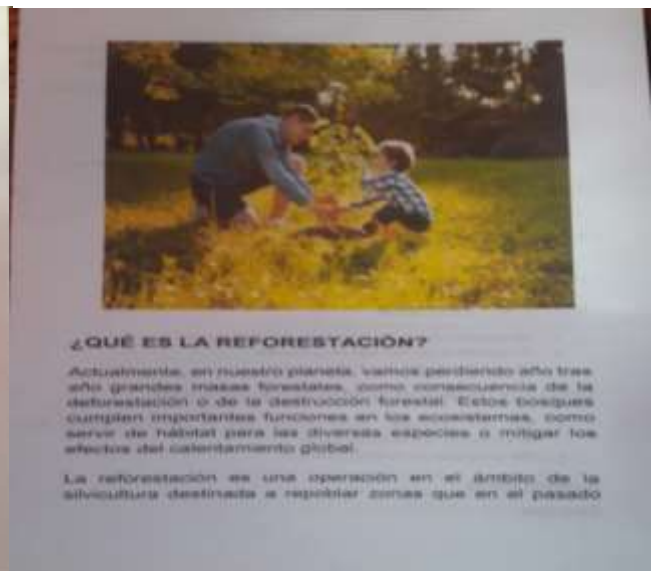 ¿QUÉ ES LA REFORESTACIÓN?
Actualmente, en nuestro planeta, vamos perdiendo año tras
año grandes masas forestales, como consecuencia de la
deforestación o de la destrucción forestal. Estos bosques
cumplen importantes funciones en los ecosistemas, como
servir de hábitat para las diversas especies o mitigar los
efectos del calentamiento global.
La reforestación es una operación en el ámbito de la
silvicultura destinada a repoblar zonas que en el pasado